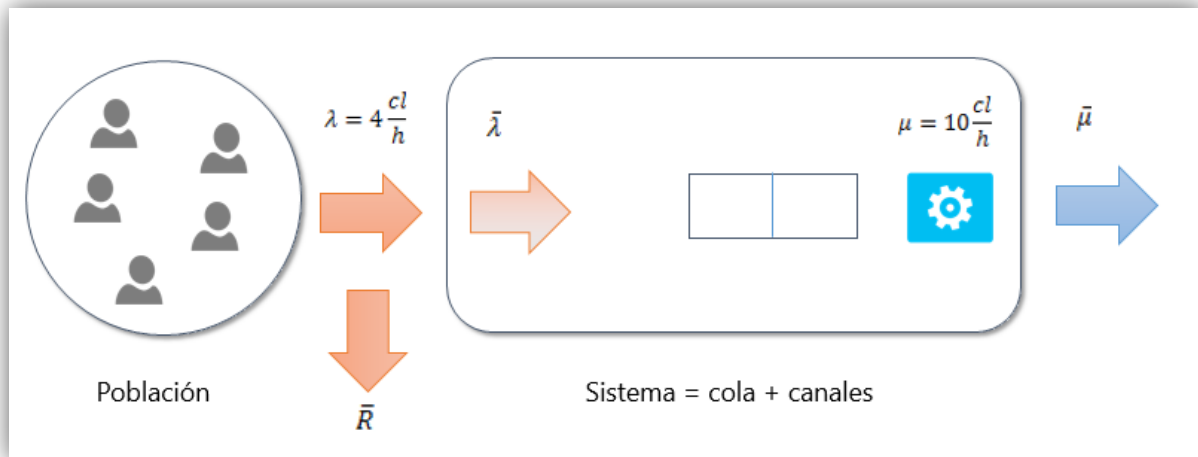 λ = 4 cl/h
λ̄
μ = 10 cl/h
μ̄
Población
Sistema = cola + canales
R̄